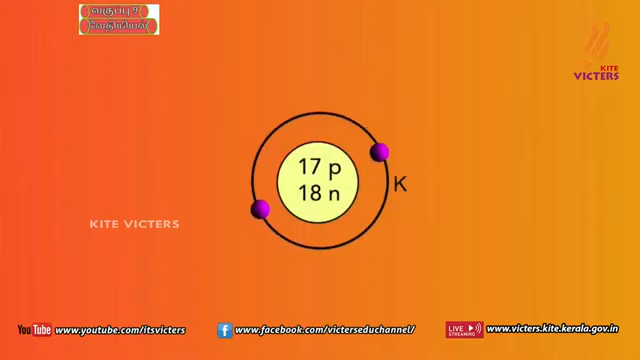 வகுப்பு 9
வேதியியல்
KITE
VICTERS
17 p
18 n
K
KITE VICTERS
YouTube www.youtube.com/itsvicters
f www.facebook.com/victerseduchannel/
LIVE STREAMING www.victers.kite.kerala.gov.in